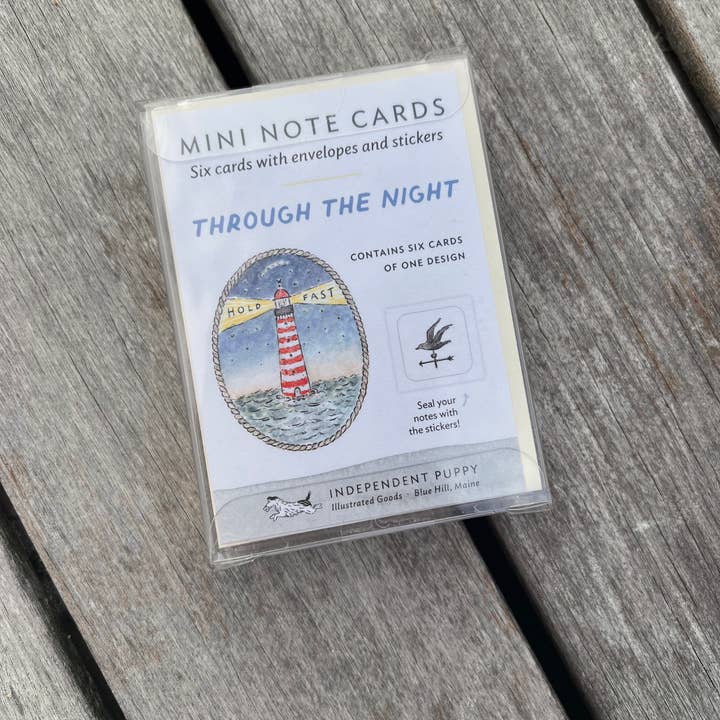 MINI NOTE CARDS
Six cards with envelopes and stickers
THROUGH THE NIGHT
CONTAINS SIX CARDS
OF ONE DESIGN
HOLD FAST
Seal your
notes with
the stickers!
INDEPENDENT PUPPY
Illustrated Goods · Blue Hill, Maine